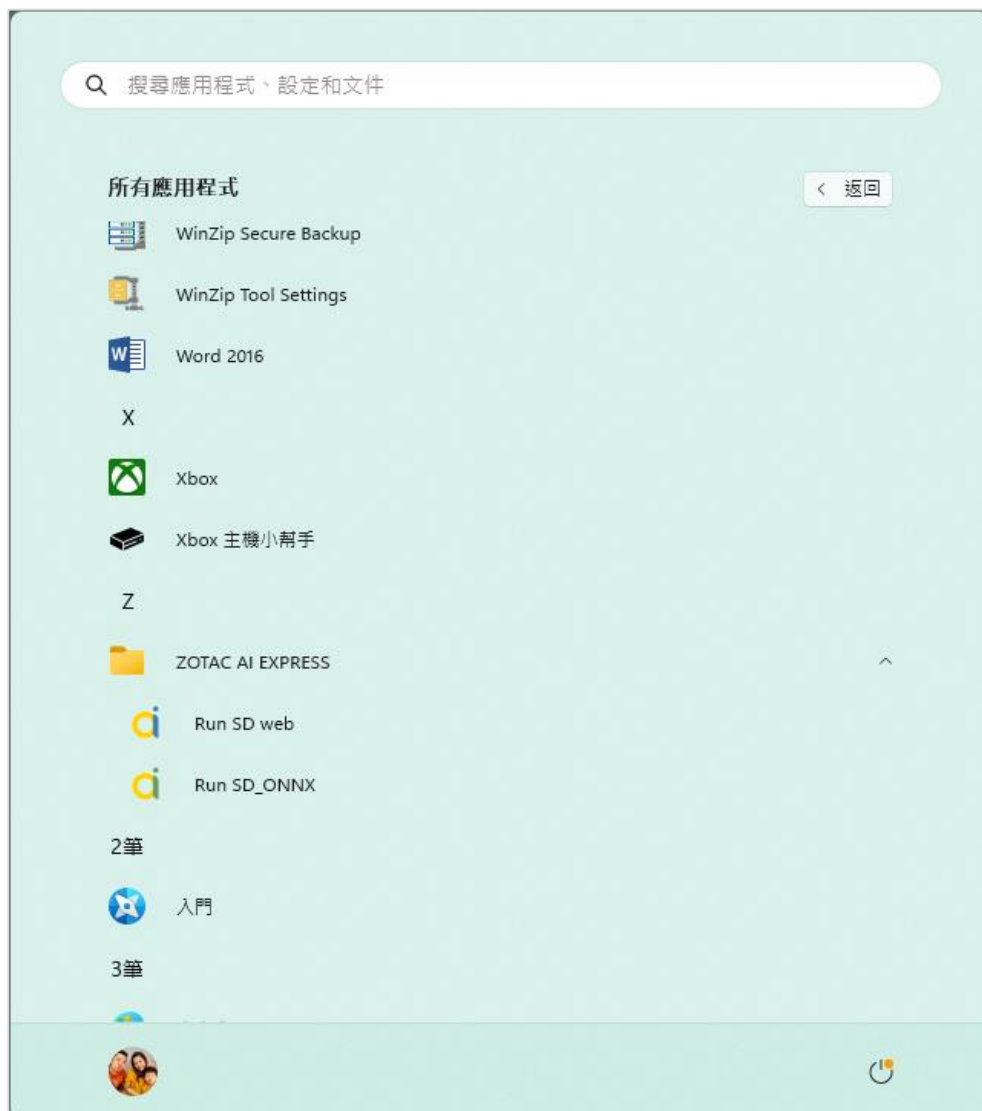 搜尋應用程式、設定和文件
所有應用程式
返回
WinZip Secure Backup
WinZip Tool Settings
Word 2016
X
Xbox
Xbox 主機小幫手
Z
ZOTAC AI EXPRESS
Run SD web
Run SD_ONNX
2筆
入門
3筆